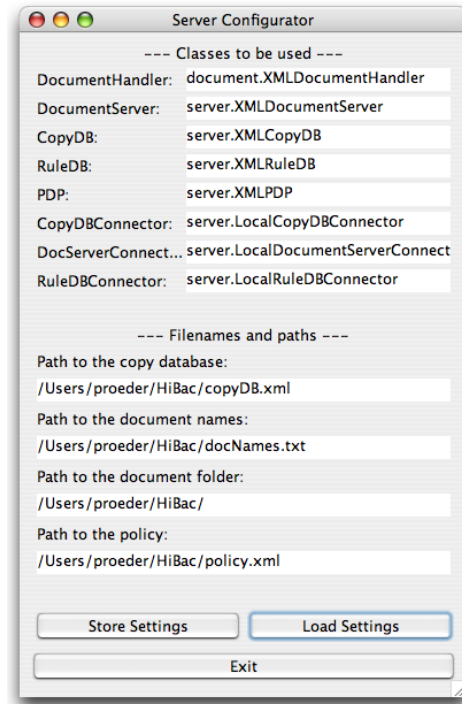 Server Configurator
--- Classes to be used ---
DocumentHandler: document.XMLDocumentHandler
DocumentServer: server.XMLDocumentServer
CopyDB: server.XMLCopyDB
RuleDB: server.XMLRuleDB
PDP: server.XMLPDP
CopyDBConnector: server.LocalCopyDBConnector
DocServerConnect... server.LocalDocumentServerConnect
RuleDBConnector: server.LocalRuleDBConnector
--- Filenames and paths ---
Path to the copy database:
/Users/proeder/HiBac/copyDB.xml
Path to the document names:
/Users/proeder/HiBac/docNames.txt
Path to the document folder:
/Users/proeder/HiBac/
Path to the policy:
/Users/proeder/HiBac/policy.xml
Store Settings Load Settings
Exit